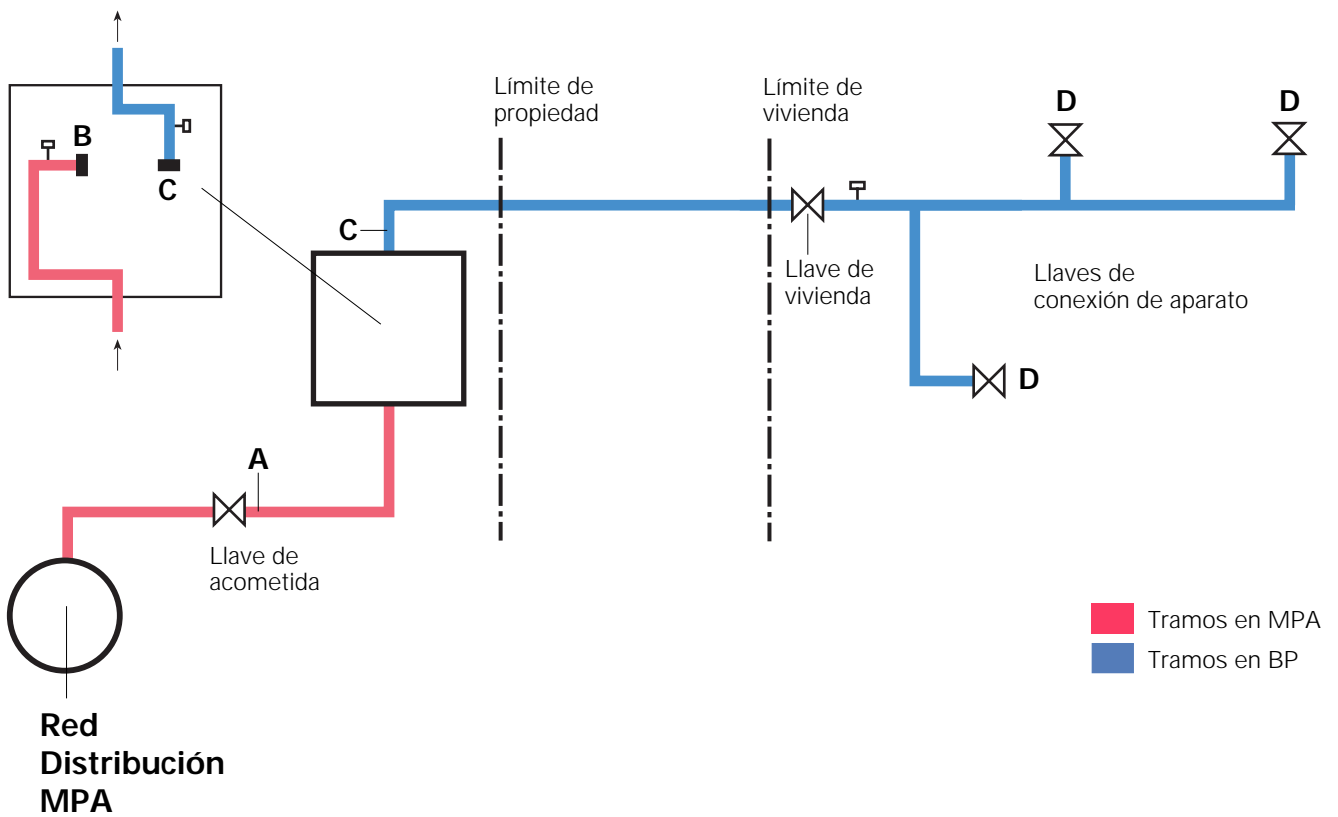 B
C
Límite de
propiedad
Límite de
vivienda
D
D
C
Llave de
vivienda
Llaves de
conexión de aparato
D
A
Llave de
acometida
Red
Distribución
MPA
Tramos en MPA
Tramos en BP